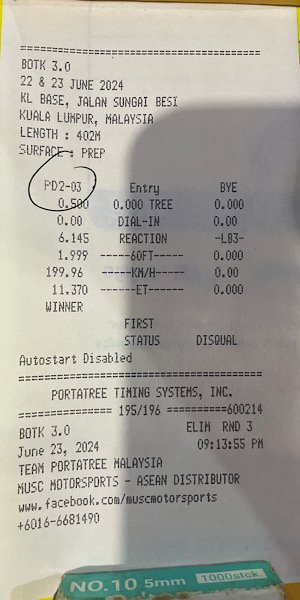 ================================================
BOTK 3.0
22 & 23 JUNE 2024
KL BASE, JALAN SUNGAI BESI
KUALA LUMPUR, MALAYSIA
LENGTH : 402M
SURFACE : PREP
PD2-03 Entry BYE
0.500 0.000 TREE 0.000
0.00 DIAL-IN 0.00
6.145 REACTION -L83-
1.999 ------60FT----- 0.000
199.96 -----KM/H----- 0.00
11.370 ------ET------ 0.000
WINNER
FIRST
STATUS DISQUAL
Autostart Disabled
================================================
PORTATREE TIMING SYSTEMS, INC.
================== 195/196 ==========600214
BOTK 3.0 ELIM RND 3
June 23, 2024 09:13:55 PM
TEAM PORTATREE MALAYSIA
MUSC MOTORSPORTS - ASEAN DISTRIBUTOR
www.facebook.com/muscmotorsports
+6016-6681490
NO.10 5mm 1000stck.